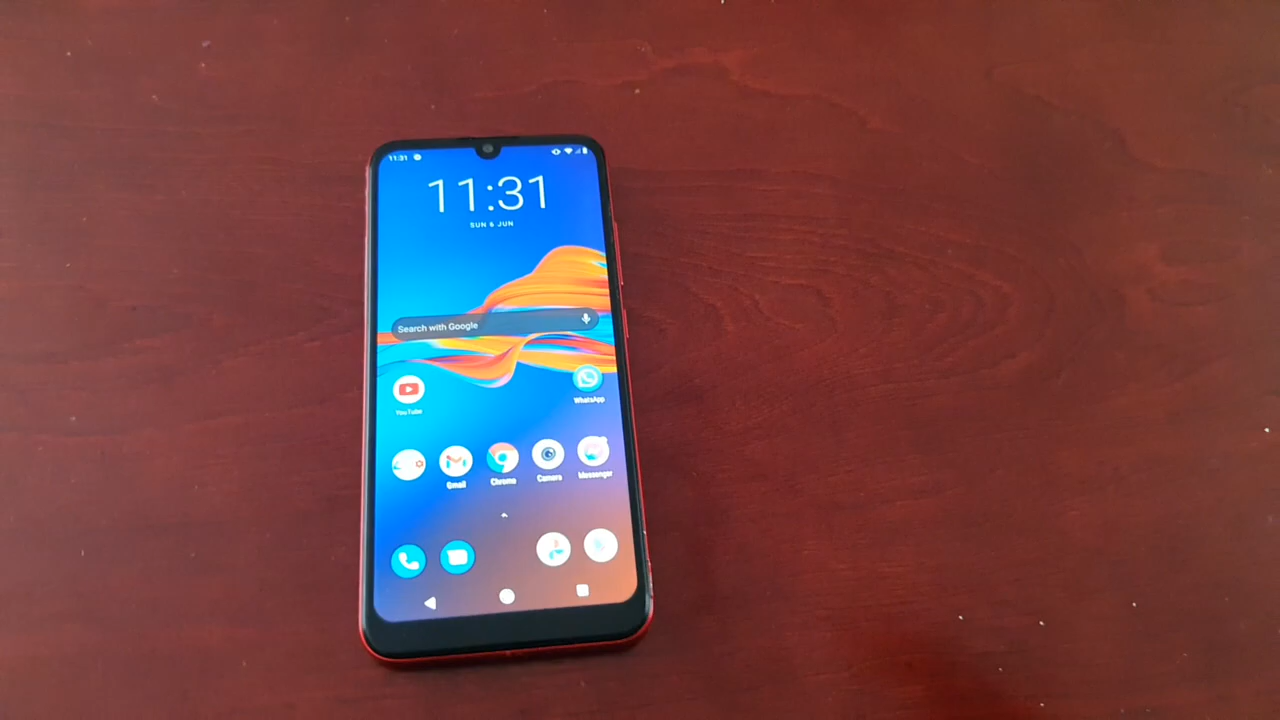 11:31
11:31
SUN 6 JUN
Search with Google
YouTube
WhatsApp
Gmail
Chrome
Camera
Messenger